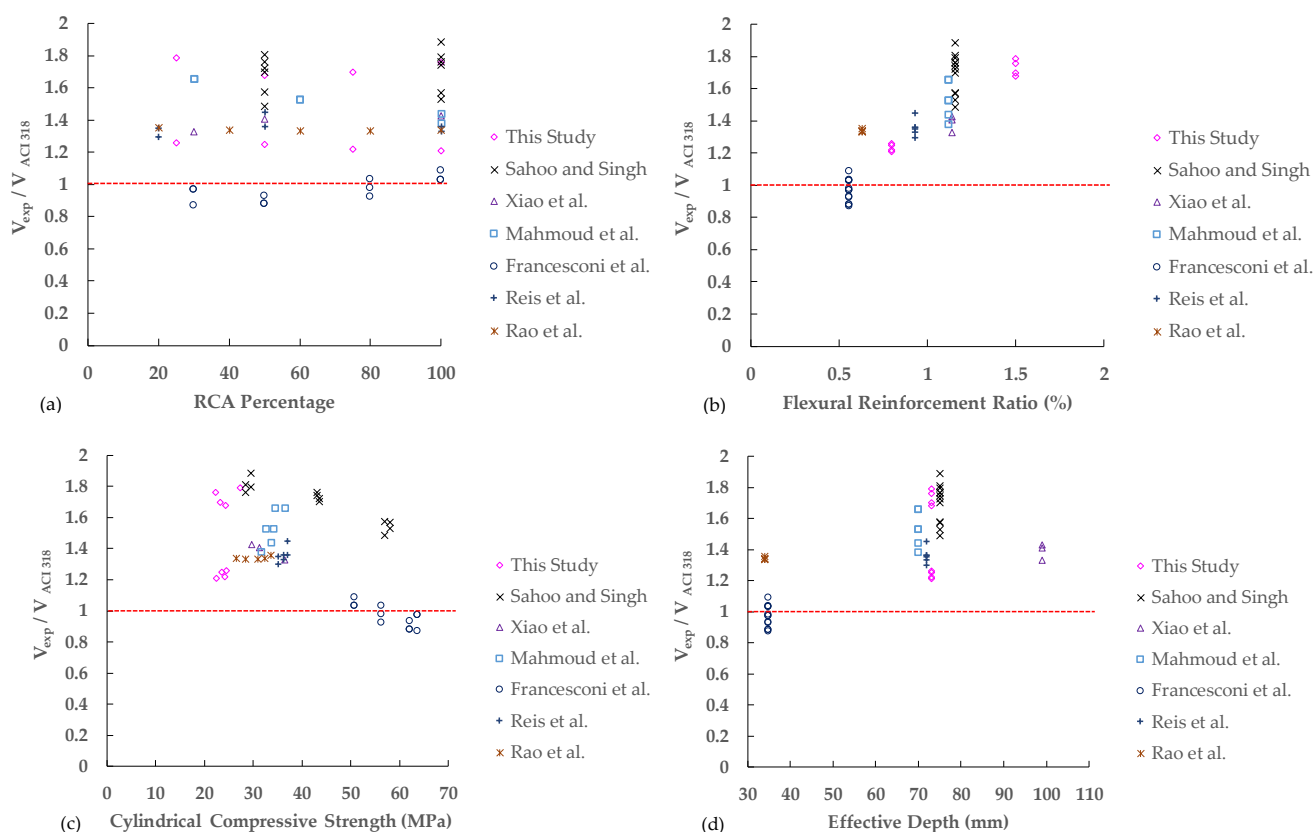 2
1.8
1.6
1.4
1.2
1
0.8
0.6
0.4
0.2
0
V exp / V ACI 318
0 20 40 60 80 100
(a) RCA Percentage
This Study
Sahoo and Singh
Xiao et al.
Mahmoud et al.
Francesconi et al.
Reis et al.
Rao et al.
2
1.8
1.6
1.4
1.2
1
0.8
0.6
0.4
0.2
0
V exp / V ACI 318
0 0.5 1 1.5 2
(b) Flexural Reinforcement Ratio (%)
This Study
Sahoo and Singh
Xiao et al.
Mahmoud et al.
Francesconi et al.
Reis et al.
Rao et al.
2
1.8
1.6
1.4
1.2
1
0.8
0.6
0.4
0.2
0
V exp / V ACI 318
0 10 20 30 40 50 60 70
(c) Cylindrical Compressive Strength (MPa)
This Study
Sahoo and Singh
Xiao et al.
Mahmoud et al.
Francesconi et al.
Reis et al.
Rao et al.
2
1.8
1.6
1.4
1.2
1
0.8
0.6
0.4
0.2
0
V exp / V ACI 318
30 40 50 60 70 80 90 100 110
(d) Effective Depth (mm)
This Study
Sahoo and Singh
Xiao et al.
Mahmoud et al.
Francesconi et al.
Reis et al.
Rao et al.